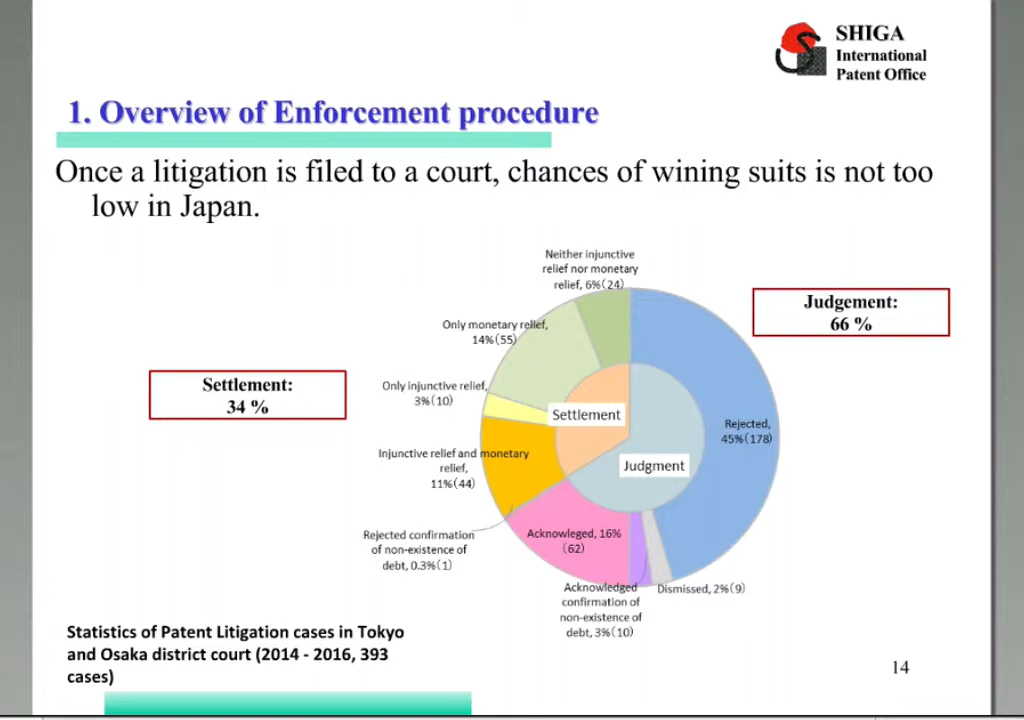 SHIGA
International
Patent Office
1. Overview of Enforcement procedure
Once a litigation is filed to a court, chances of wining suits is not too
low in Japan.
Neither injunctive
relief nor monetary
relief, 6%(24)
Judgement:
66 %
Only monetary relief,
14%(55)
Settlement:
34 %
Only injunctive relief,
3%(10)
Settlement
Rejected,
45%(178)
Injunctive relief and monetary
relief,
11%(44)
Judgment
Rejected confirmation
of non-existence of
debt, 0.3%(1)
Acknowleged, 16%
(62)
Acknowledged
confirmation of
non-existence of
debt, 3%(10)
Dismissed, 2%(9)
Statistics of Patent Litigation cases in Tokyo
and Osaka district court (2014 - 2016, 393
cases)
14